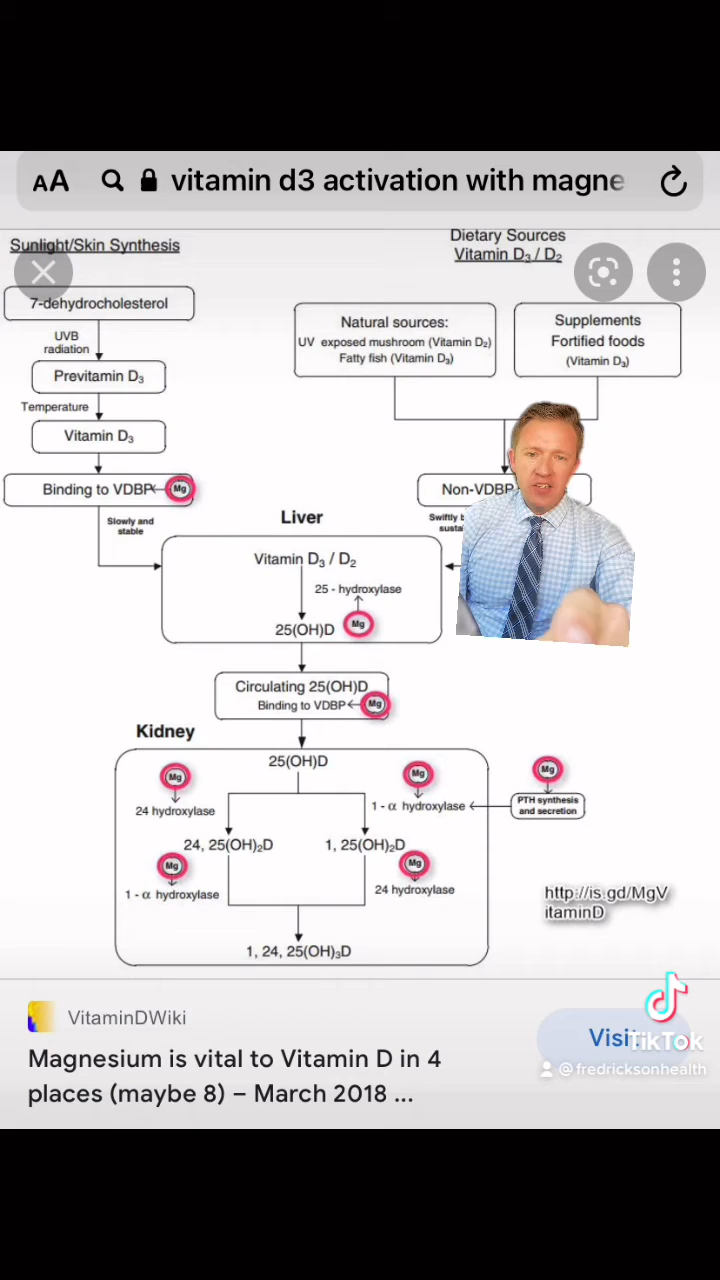 AA vitamin d3 activation with magne
Sunlight/Skin Synthesis
7-dehydrocholesterol
UVB
radiation
Previtamin D₃
Temperature
Vitamin D₃
Binding to VDBP
Mg
Slowly and
stable
Dietary Sources
Vitamin D₃ / D₂
Natural sources:
UV exposed mushroom (Vitamin D₂)
Fatty fish (Vitamin D₃)
Supplements
Fortified foods
(Vitamin D₃)
Non-VDBP
Swiftly
Liver
Vitamin D₃ / D₂
25 - hydroxylase
Mg
25(OH)D
Circulating 25(OH)D
Binding to VDBP
Mg
Kidney
25(OH)D
Mg
24 hydroxylase
Mg
1 - α hydroxylase
Mg
PTH synthesis
and secretion
24, 25(OH)₂D
1, 25(OH)₂D
Mg
1 - α hydroxylase
Mg
24 hydroxylase
1, 24, 25(OH)₃D
http://is.gd/MgV
itaminD
VitaminDWiki
Magnesium is vital to Vitamin D in 4
places (maybe 8) – March 2018 ...
Visit
TikTok
@fredricksonhealth